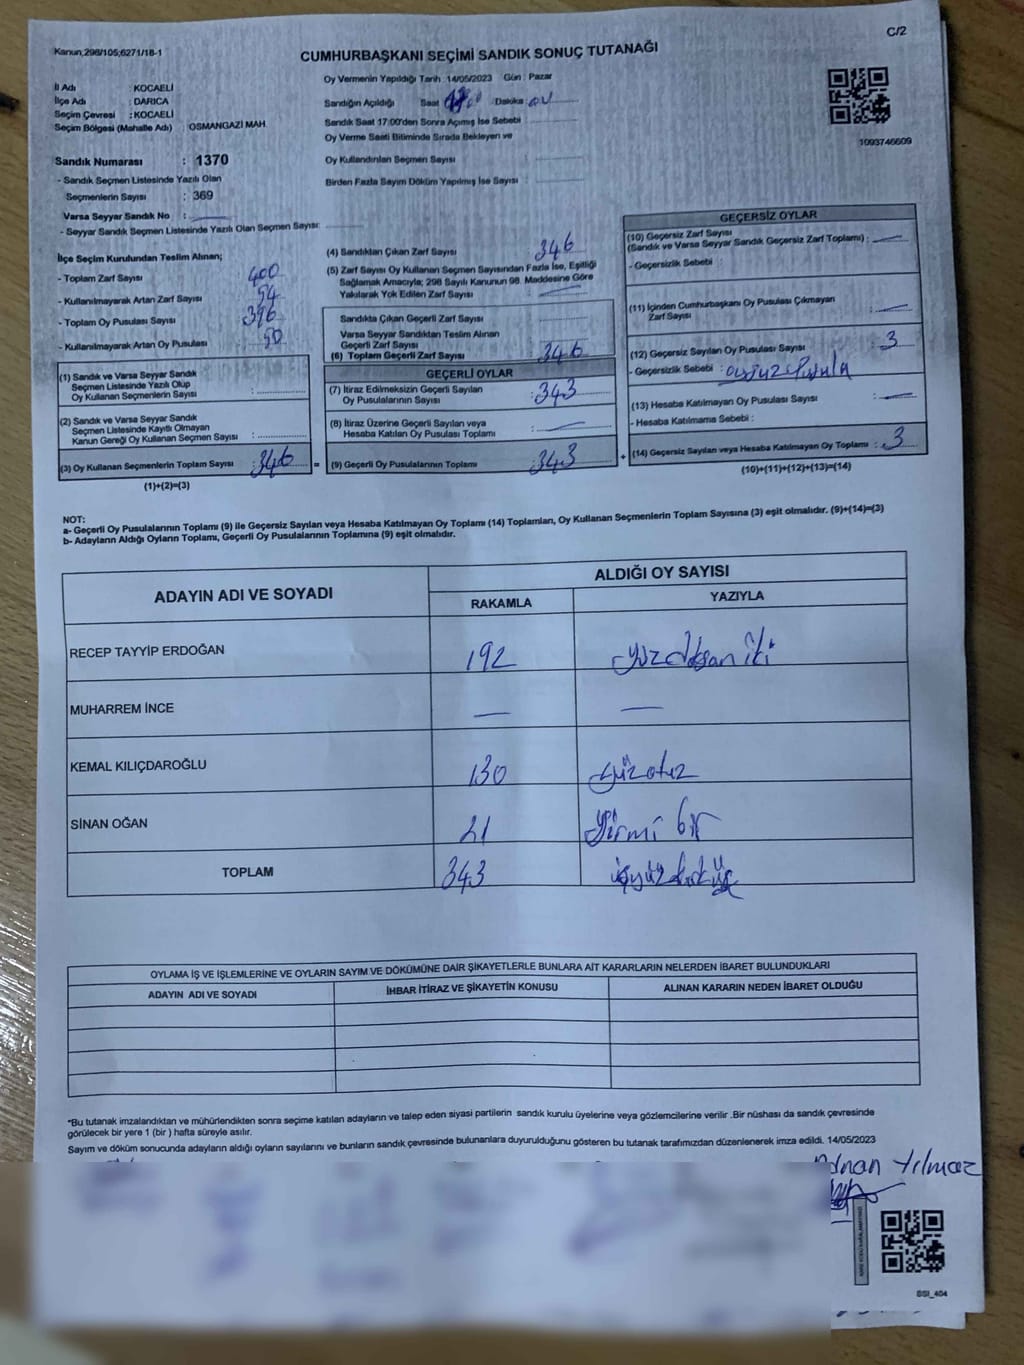 C/2
Kanun;298/105;6271/18-1
CUMHURBAŞKANI SEÇİMİ SANDIK SONUÇ TUTANAĞI
İl Adı : KOCAELİ
İlçe Adı : DARICA
Seçim Çevresi : KOCAELİ
Seçim Bölgesi (Mahalle Adı) : OSMANGAZİ MAH.
Sandık Numarası : 1370
- Sandık Seçmen Listesinde Yazılı Olan
Seçmenlerin Sayısı : 369
Varsa Seyyar Sandık No :
- Seyyar Sandık Seçmen Listesinde Yazılı Olan Seçmen Sayısı:
Oy Vermenin Yapıldığı Tarih : 14/05/2023 Gün : Pazar
Sandığın Açıldığı Saat Dakika :
Sandık Saat 17:00'den Sonra Açımış İse Sebebi
Oy Verme Saati Bitiminde Sırada Bekleyen ve
Oy Kullandırılan Seçmen Sayısı :
Birden Fazla Sayım Döküm Yapılmış İse Sayısı :
1093746609
İlçe Seçim Kurulundan Teslim Alınan;
- Toplam Zarf Sayısı : 400
- Kullanılmayarak Artan Zarf Sayısı : 54
- Toplam Oy Pusulası Sayısı : 396
- Kullanılmayarak Artan Oy Pusulası : 50
(1) Sandık ve Varsa Seyyar Sandık
Seçmen Listesinde Yazılı Olup
Oy Kullanan Seçmenlerin Sayısı :
(2) Sandık ve Varsa Seyyar Sandık
Seçmen Listesinde Kayıtlı Olmayan
Kanun Gereği Oy Kullanan Seçmen Sayısı :
(3) Oy Kullanan Seçmenlerin Toplam Sayısı : 346
(1)+(2)=(3)
(4) Sandıktan Çıkan Zarf Sayısı : 346
(5) Zarf Sayısı Oy Kullanan Seçmen Sayısından Fazla İse, Eşitliği
Sağlamak Amacıyla; 298 Sayılı Kanunun 98. Maddesine Göre
Yakılarak Yok Edilen Zarf Sayısı :
Sandıkta Çıkan Geçerli Zarf Sayısı :
Varsa Seyyar Sandıktan Teslim Alınan
Geçerli Zarf Sayısı :
(6) Toplam Geçerli Zarf Sayısı : 346
GEÇERLİ OYLAR
(7) İtiraz Edilmeksizin Geçerli Sayılan
Oy Pusulalarının Sayısı : 343
(8) İtiraz Üzerine Geçerli Sayılan veya
Hesaba Katılan Oy Pusulası Toplamı :
= (9) Geçerli Oy Pusulalarının Toplamı : 343
GEÇERSİZ OYLAR
(10) Geçersiz Zarf Sayısı
(Sandık ve Varsa Seyyar Sandık Geçersiz Zarf Toplamı) :
- Geçersizlik Sebebi :
(11) İçinden Cumhurbaşkanı Oy Pusulası Çıkmayan
Zarf Sayısı :
(12) Geçersiz Sayılan Oy Pusulası Sayısı : 3
- Geçersizlik Sebebi :
(13) Hesaba Katılmayan Oy Pusulası Sayısı :
- Hesaba Katılmama Sebebi :
+ (14) Geçersiz Sayılan veya Hesaba Katılmayan Oy Toplamı : 3
(10)+(11)+(12)+(13)=(14)
NOT:
a- Geçerli Oy Pusulalarının Toplamı (9) ile Geçersiz Sayılan veya Hesaba Katılmayan Oy Toplamı (14) Toplamları, Oy Kullanan Seçmenlerin Toplam Sayısına (3) eşit olmalıdır. (9)+(14)=(3)
b- Adayların Aldığı Oyların Toplamı, Geçerli Oy Pusulalarının Toplamına (9) eşit olmalıdır.
ADAYIN ADI VE SOYADI ALDIĞI OY SAYISI
RAKAMLA YAZIYLA
RECEP TAYYİP ERDOĞAN 192 yüzdoksan iki
MUHARREM İNCE — —
KEMAL KILIÇDAROĞLU 130 yüzotuz
SİNAN OĞAN 21 yirmi bir
TOPLAM 343 üçyüzkırküç
OYLAMA İŞ VE İŞLEMLERİNE VE OYLARIN SAYIM VE DÖKÜMÜNE DAİR ŞİKAYETLERLE BUNLARA AİT KARARLARIN NELERDEN İBARET BULUNDUKLARI
ADAYIN ADI VE SOYADI İHBAR İTİRAZ VE ŞİKAYETİN KONUSU ALINAN KARARIN NEDEN İBARET OLDUĞU
*Bu tutanak imzalandıktan ve mühürlendikten sonra seçime katılan adayların ve talep eden siyasi partilerin sandık kurulu üyelerine veya gözlemcilerine verilir .Bir nüshası da sandık çevresinde
görülecek bir yere 1 (bir ) hafta süreyle asılır.
Sayım ve döküm sonucunda adayların aldığı oyların sayılarını ve bunların sandık çevresinde bulunanlara duyurulduğunu gösteren bu tutanak tarafımızdan düzenlenerek imza edildi. 14/05/2023
Adnan Yılmaz
SSI_404